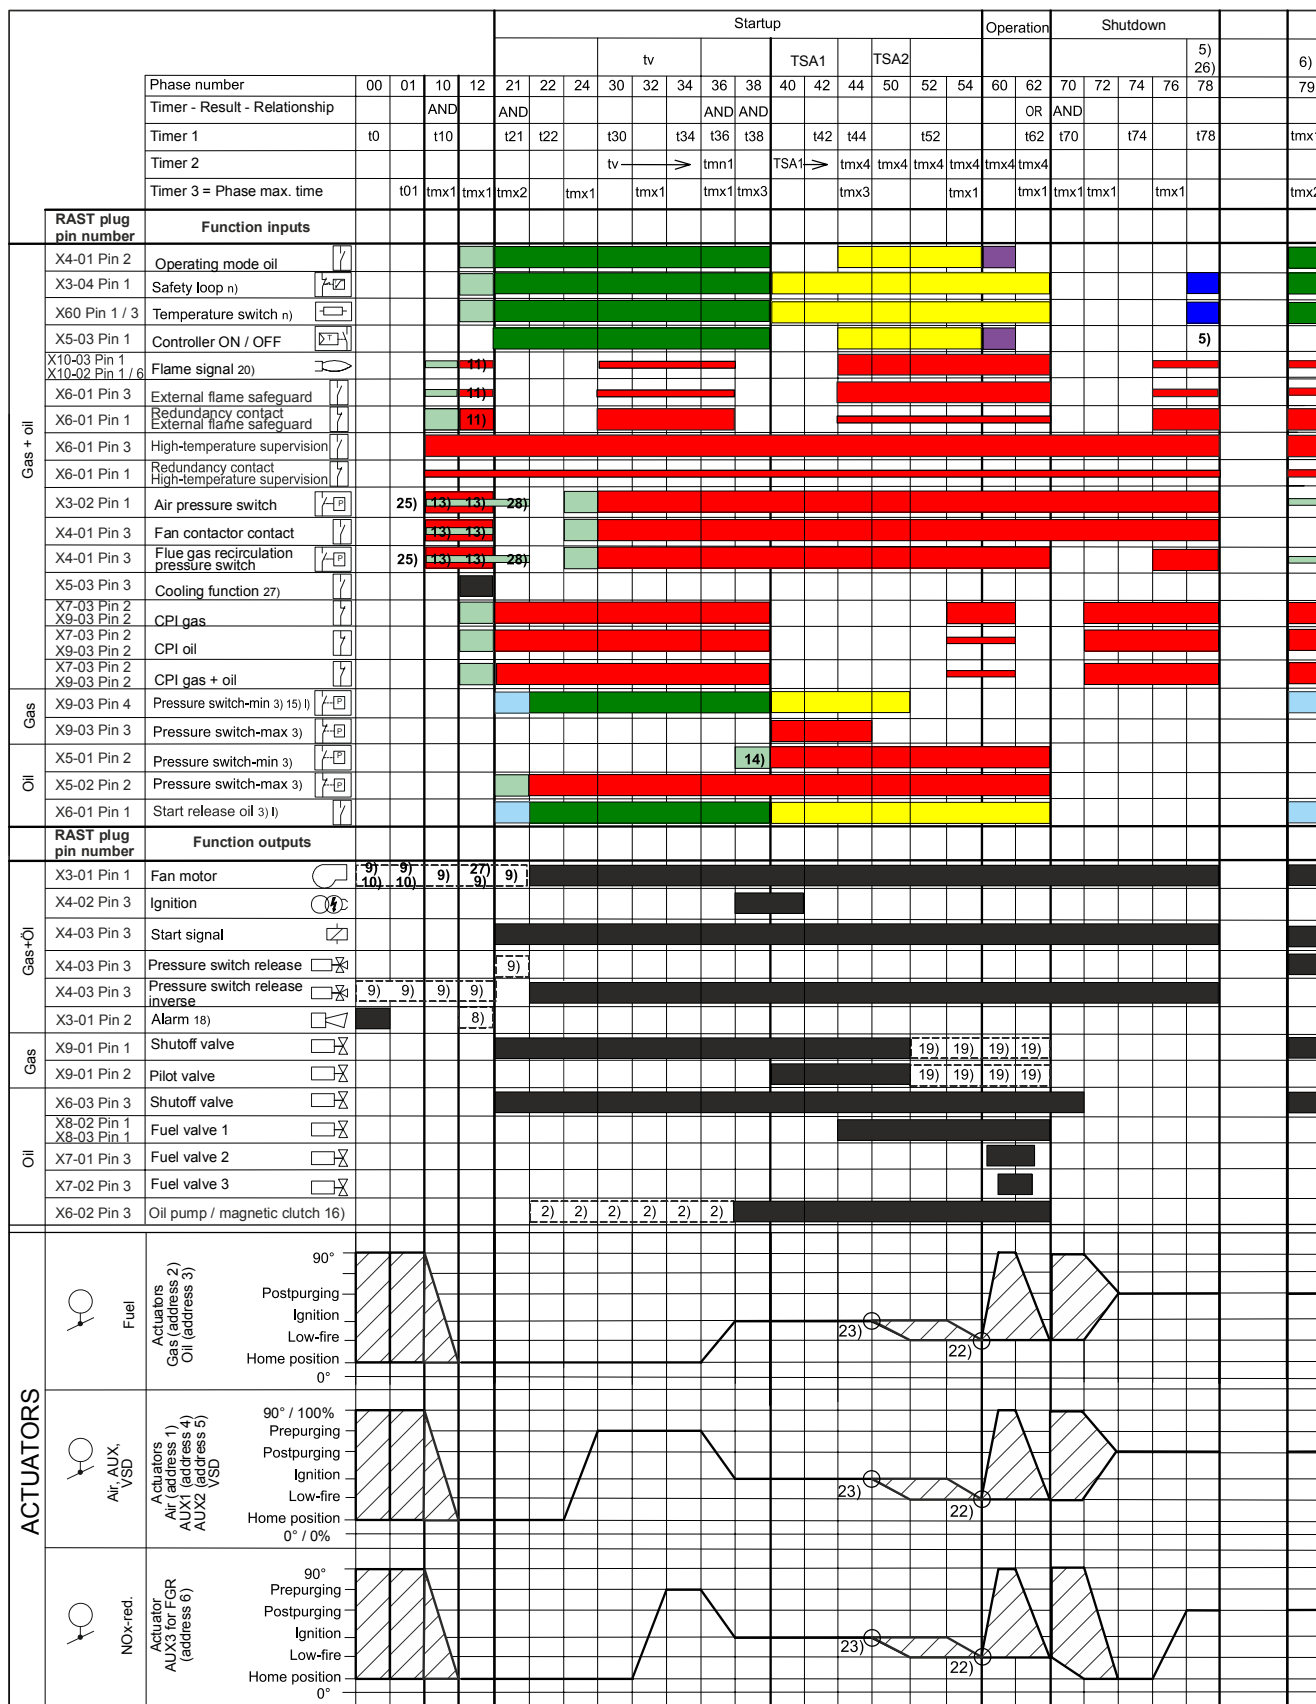 Startup Operation Shutdown
tv TSA1 TSA2 5) 26) 6)
Phase number 00 01 10 12 21 22 24 30 32 34 36 38 40 42 44 50 52 54 60 62 70 72 74 76 78 79
Timer - Result - Relationship AND AND AND AND OR AND
Timer 1 t0 t10 t21 t22 t30 t34 t36 t38 t42 t44 t52 t62 t70 t74 t78 tmx1
Timer 2 tv tmn1 TSA1 tmx4 tmx4 tmx4 tmx4 tmx4 tmx4
Timer 3 = Phase max. time t01 tmx1 tmx1 tmx2 tmx1 tmx1 tmx1 tmx3 tmx3 tmx1 tmx1 tmx1 tmx1 tmx1 tmx2
RAST plug pin number Function inputs
Gas + oil
X4-01 Pin 2 Operating mode oil
X3-04 Pin 1 Safety loop n)
X60 Pin 1 / 3 Temperature switch n)
X5-03 Pin 1 Controller ON / OFF 5)
X10-03 Pin 1
X10-02 Pin 1 / 6 Flame signal 20) 11)
X6-01 Pin 3 External flame safeguard 11)
X6-01 Pin 1 Redundancy contact
External flame safeguard 11)
X6-01 Pin 3 High-temperature supervision
X6-01 Pin 1 Redundancy contact
High-temperature supervision
X3-02 Pin 1 Air pressure switch 25) 13) 13) 28)
X4-01 Pin 3 Fan contactor contact 13) 13)
X4-01 Pin 3 Flue gas recirculation
pressure switch 25) 13) 13) 28)
X5-03 Pin 3 Cooling function 27)
X7-03 Pin 2
X9-03 Pin 2 CPI gas
X7-03 Pin 2
X9-03 Pin 2 CPI oil
X7-03 Pin 2
X9-03 Pin 2 CPI gas + oil
Gas
X9-03 Pin 4 Pressure switch-min 3) 15) l)
X9-03 Pin 3 Pressure switch-max 3)
Oil
X5-01 Pin 2 Pressure switch-min 3) 14)
X5-02 Pin 2 Pressure switch-max 3)
X6-01 Pin 1 Start release oil 3) l)
RAST plug pin number Function outputs
Gas+Öl
X3-01 Pin 1 Fan motor 9) 10) 9) 10) 9) 27) 9) 9)
X4-02 Pin 3 Ignition
X4-03 Pin 3 Start signal
X4-03 Pin 3 Pressure switch release 9)
X4-03 Pin 3 Pressure switch release
inverse 9) 9) 9) 9)
X3-01 Pin 2 Alarm 18) 8)
Gas
X9-01 Pin 1 Shutoff valve 19) 19) 19) 19)
X9-01 Pin 2 Pilot valve 19) 19) 19) 19)
Oil
X6-03 Pin 3 Shutoff valve
X8-02 Pin 1
X8-03 Pin 1 Fuel valve 1
X7-01 Pin 3 Fuel valve 2
X7-02 Pin 3 Fuel valve 3
X6-02 Pin 3 Oil pump / magnetic clutch 16) 2) 2) 2) 2) 2) 2)
ACTUATORS
Fuel
Actuators
Gas (address 2)
Oil (address 3)
90°
Postpurging
Ignition
Low-fire
Home position
0°
23) 22)
Air, AUX,
VSD
Actuators
Air (address 1)
AUX1 (address 4)
AUX2 (address 5)
VSD
90° / 100%
Prepurging
Postpurging
Ignition
Low-fire
Home position
0° / 0%
23) 22)
NOx-red.
Actuator
AUX3 for FGR
(address 6)
90°
Prepurging
Postpurging
Ignition
Low-fire
Home position
0°
23) 22)